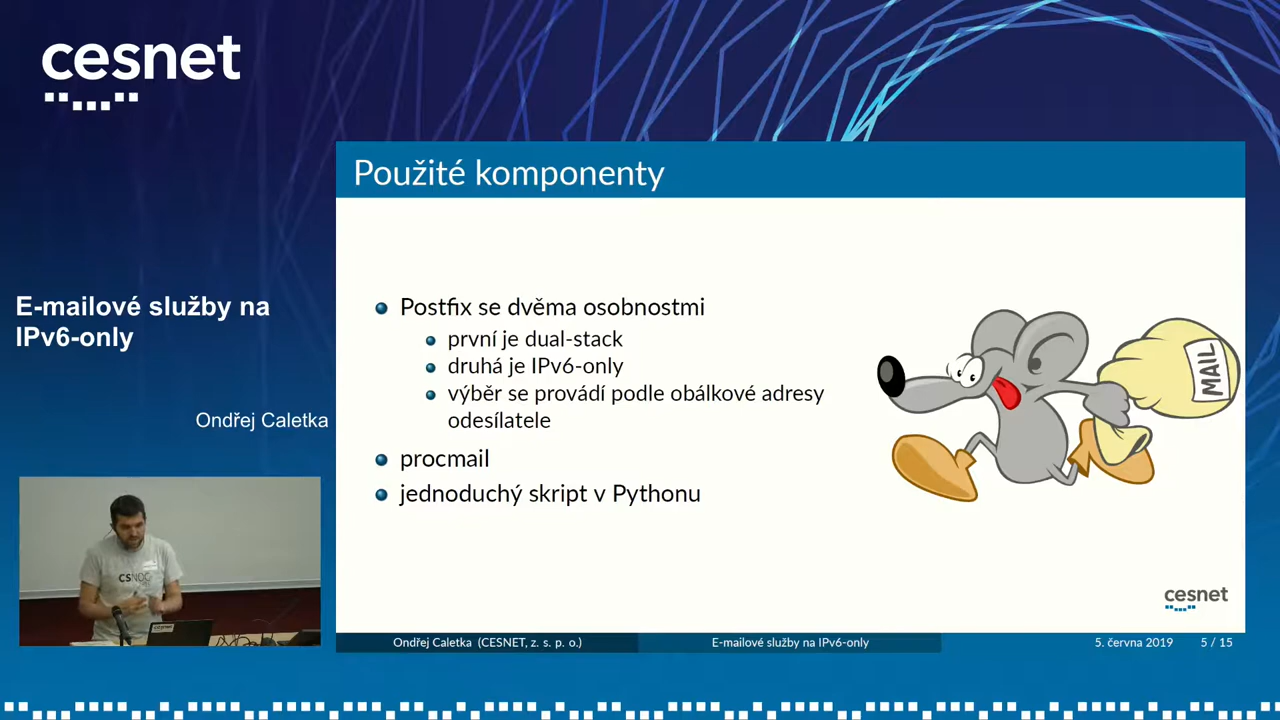 cesnet
Použité komponenty
E-mailové služby na
IPv6-only
Ondřej Caletka
Postfix se dvěma osobnostmi
první je dual-stack
druhá je IPv6-only
výběr se provádí podle obálkové adresy
odesílatele
procmail
jednoduchý skript v Pythonu
MAIL
CSNOG
cesnet
Ondřej Caletka (CESNET, z. s. p. o.)
E-mailové služby na IPv6-only
5. června 2019
5 / 15